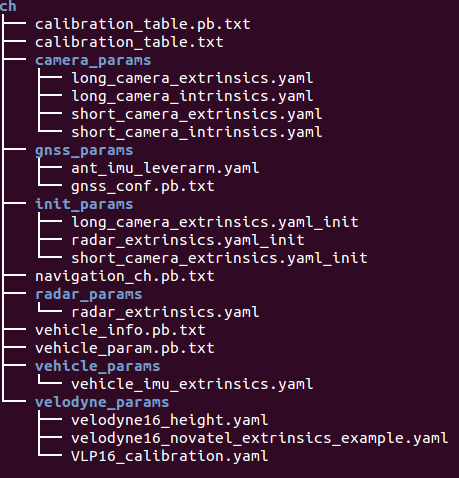 ch
calibration_table.pb.txt
calibration_table.txt
camera_params
long_camera_extrinsics.yaml
long_camera_intrinsics.yaml
short_camera_extrinsics.yaml
short_camera_intrinsics.yaml
gnss_params
ant_imu_leverarm.yaml
gnss_conf.pb.txt
init_params
long_camera_extrinsics.yaml_init
radar_extrinsics.yaml_init
short_camera_extrinsics.yaml_init
navigation_ch.pb.txt
radar_params
radar_extrinsics.yaml
vehicle_info.pb.txt
vehicle_param.pb.txt
vehicle_params
vehicle_imu_extrinsics.yaml
velodyne_params
velodyne16_height.yaml
velodyne16_novatel_extrinsics_example.yaml
VLP16_calibration.yaml